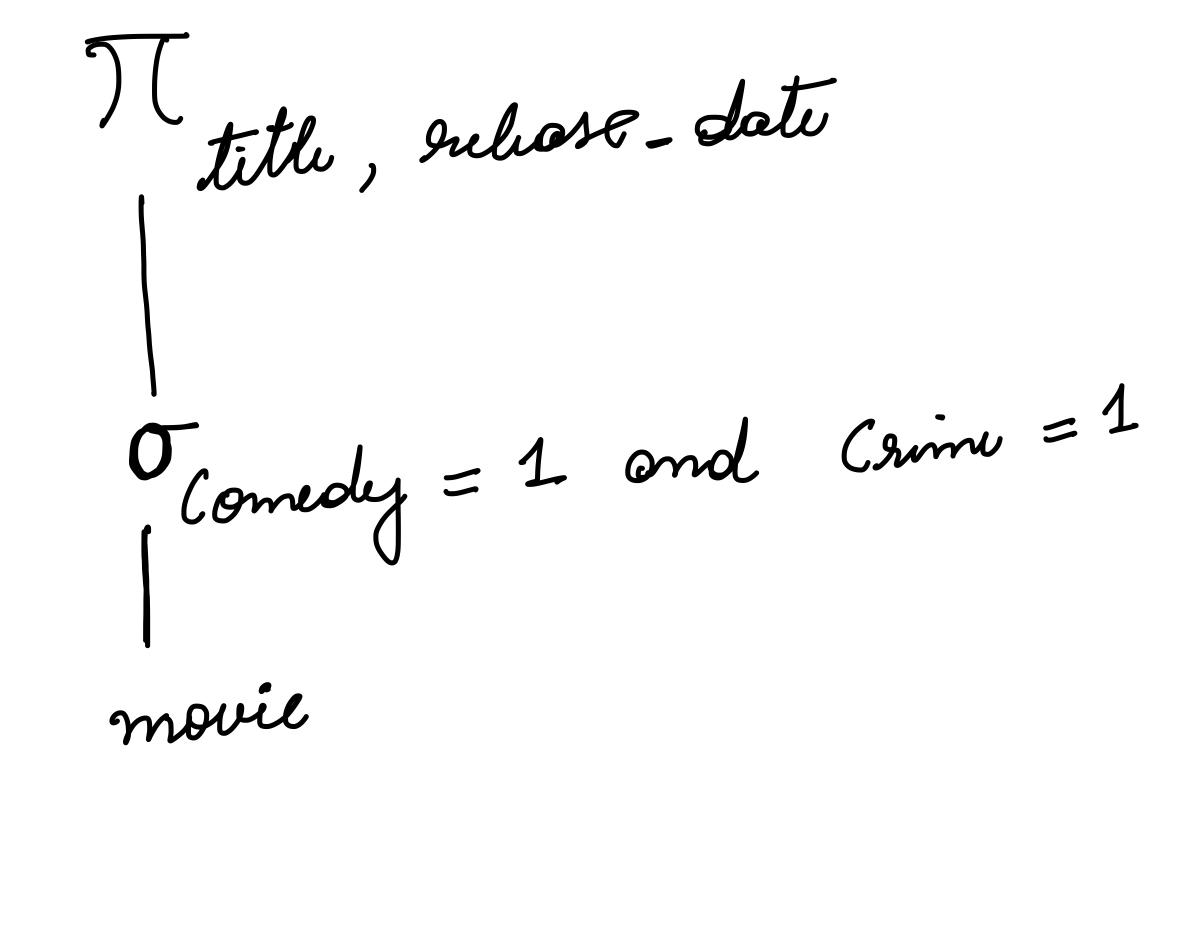 π title, release_date
σ Comedy = 1 and Crime = 1
movie